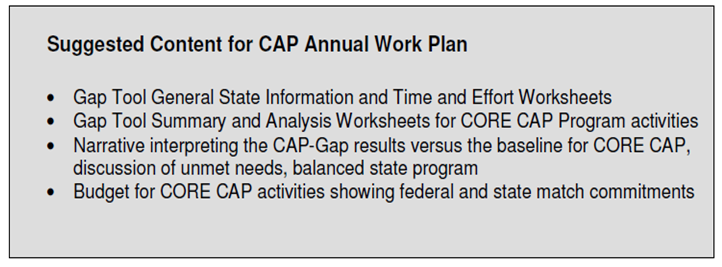 Suggested Content for CAP Annual Work Plan
• Gap Tool General State Information and Time and Effort Worksheets
• Gap Tool Summary and Analysis Worksheets for CORE CAP Program activities
• Narrative interpreting the CAP-Gap results versus the baseline for CORE CAP,
discussion of unmet needs, balanced state program
• Budget for CORE CAP activities showing federal and state match commitments